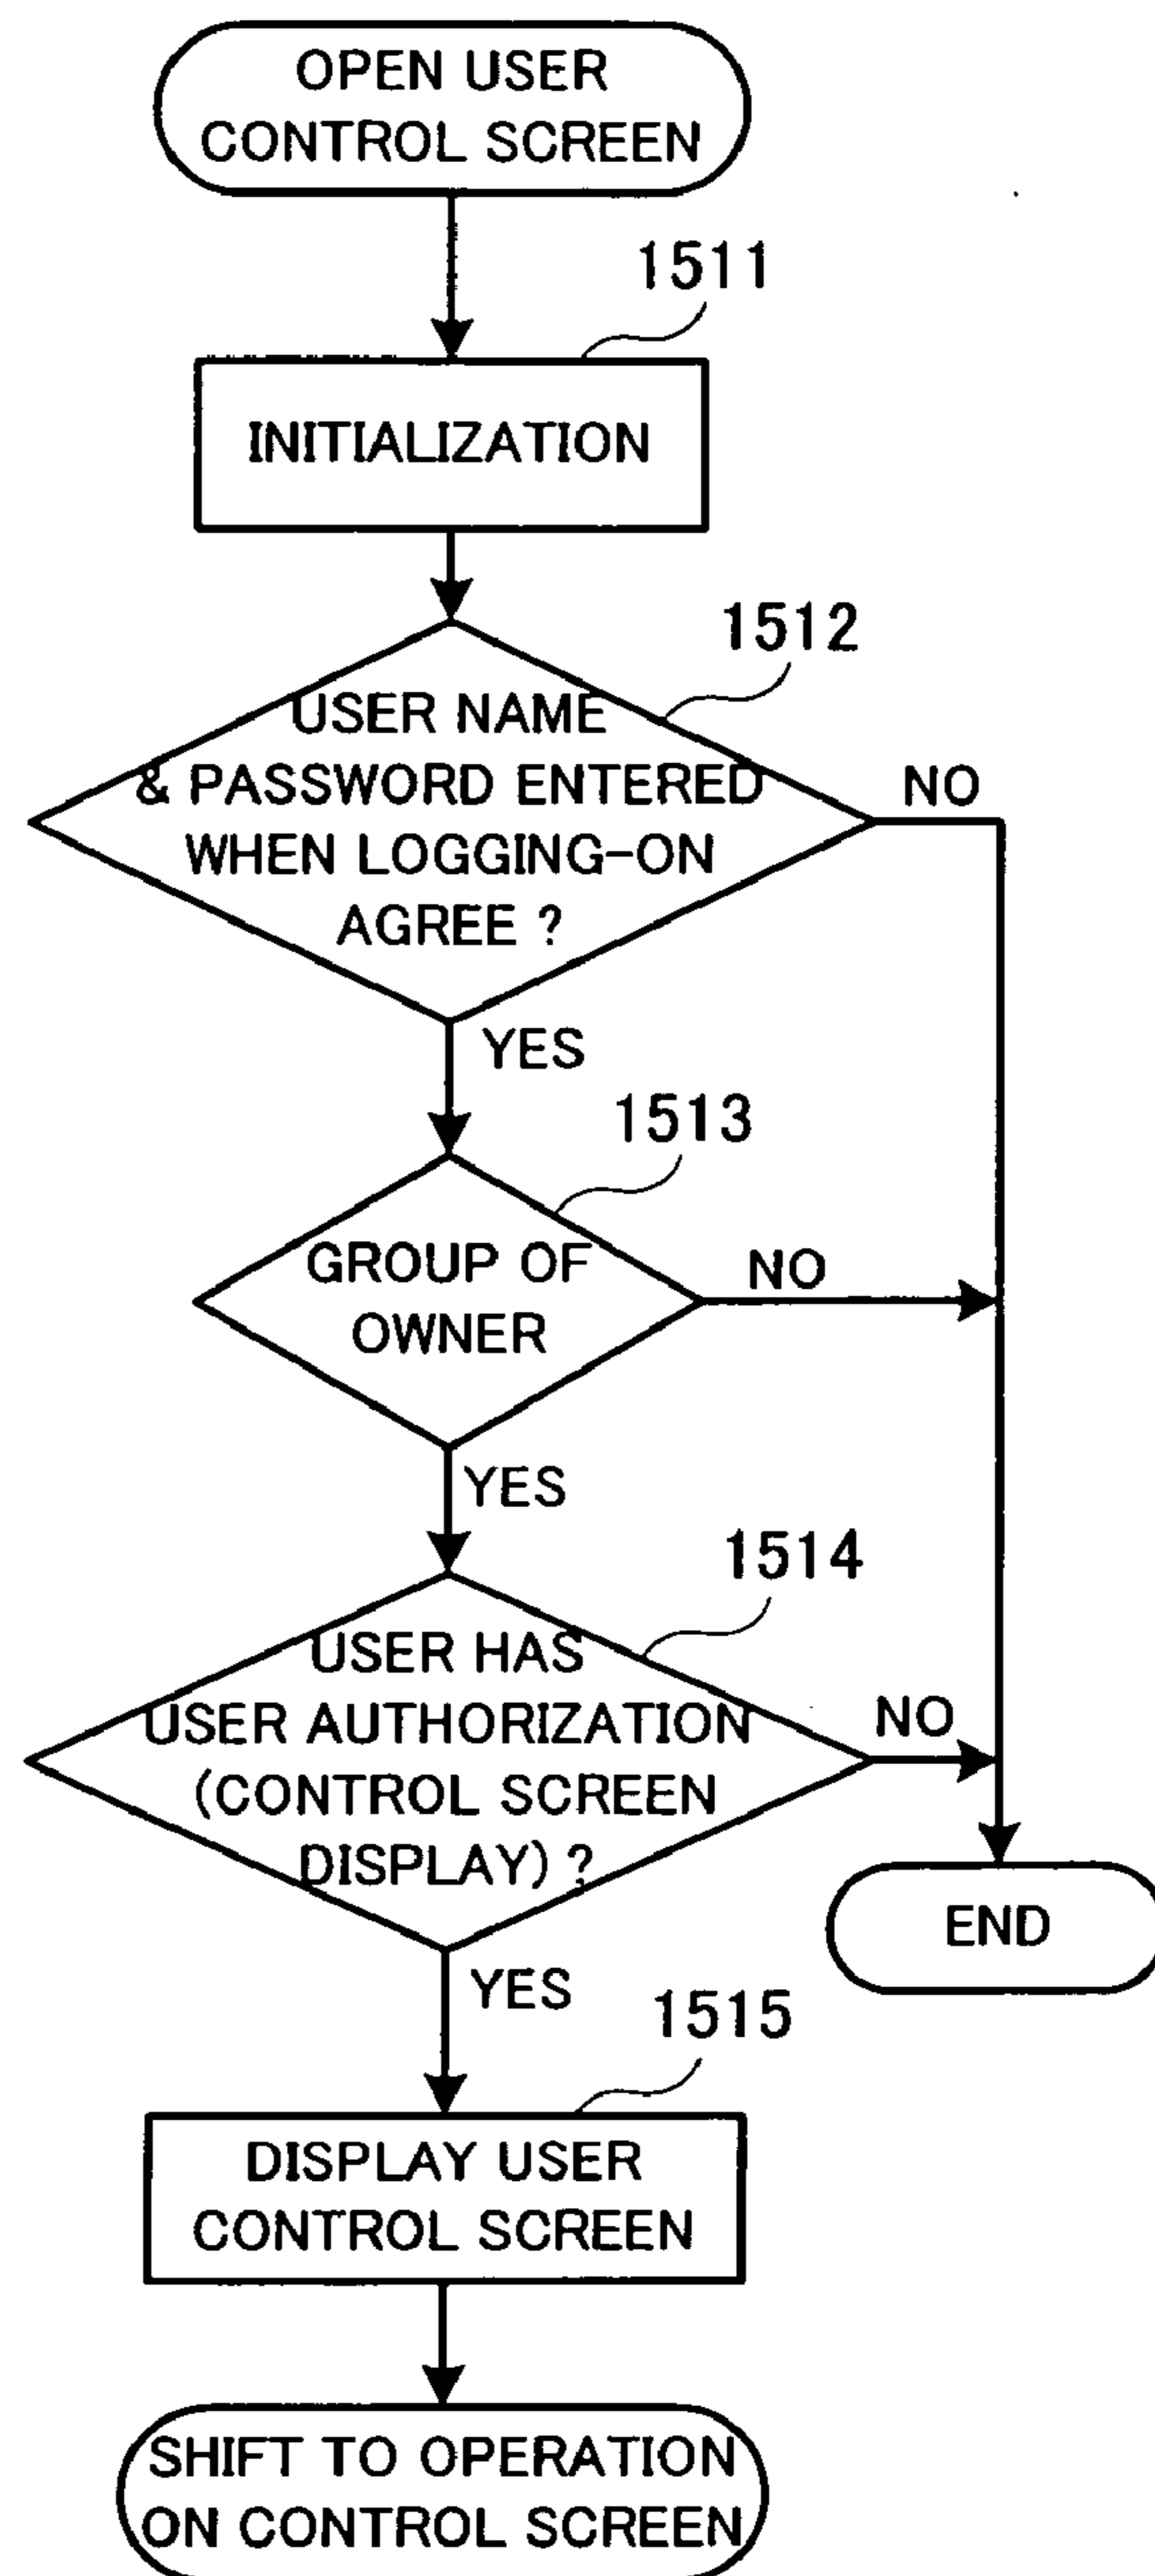 OPEN USER
CONTROL SCREEN
1511
INITIALIZATION
1512
USER NAME
& PASSWORD ENTERED
WHEN LOGGING-ON
AGREE ?
NO
YES
1513
GROUP OF
OWNER
NO
YES
1514
USER HAS
USER AUTHORIZATION
(CONTROL SCREEN
DISPLAY) ?
NO
END
YES
1515
DISPLAY USER
CONTROL SCREEN
SHIFT TO OPERATION
ON CONTROL SCREEN